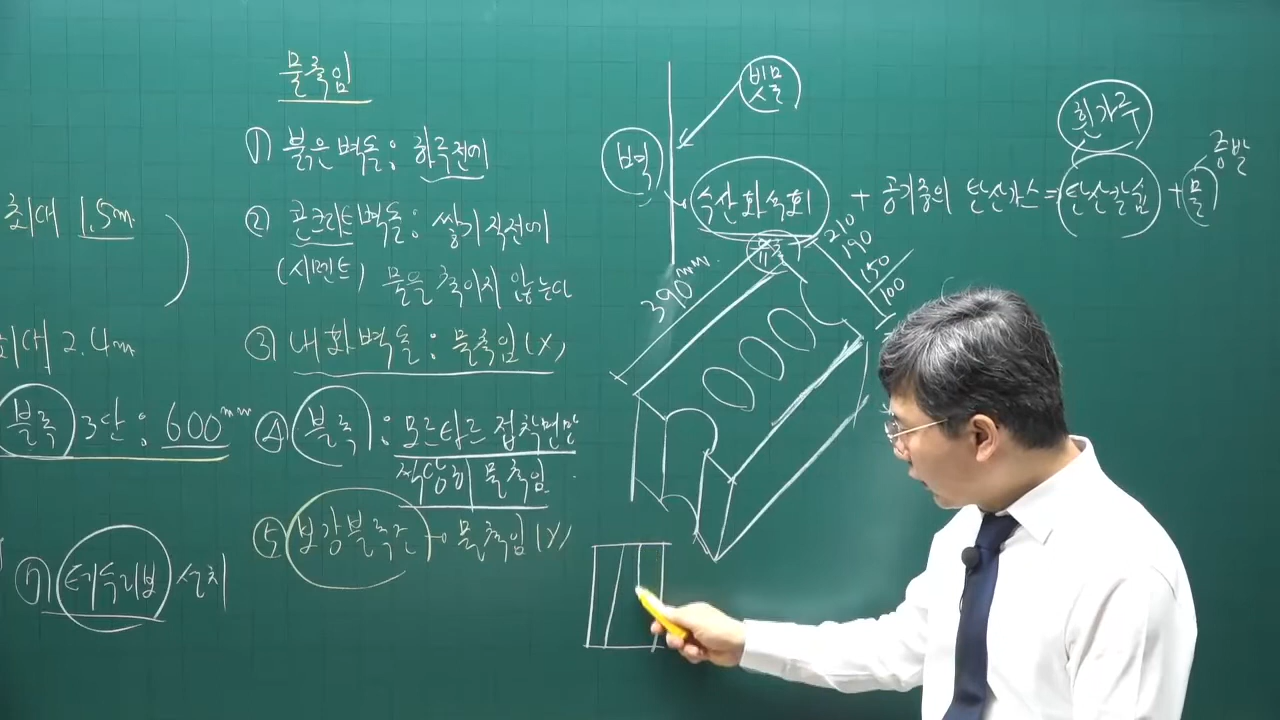 최대 1.5m
최대 2.4m
블록 3단 : 600mm
⑦ 테두리보 설치
물축임
① 붉은벽돌 : 하루전에
② 콘크리트벽돌 : 쌓기직전에
(시멘트) 물을 축이지 않는다
③ 내화벽돌 : 물축임(X)
④ 블록 : 모르타르 접착면만
적당히 물축임
⑤ 보강블록조 → 물축임(X)
빗물
벽
흰가루
증발
수산화석회 + 공기중의 탄산가스 = 탄산칼슘 + 물
390mm
210
190
150
100